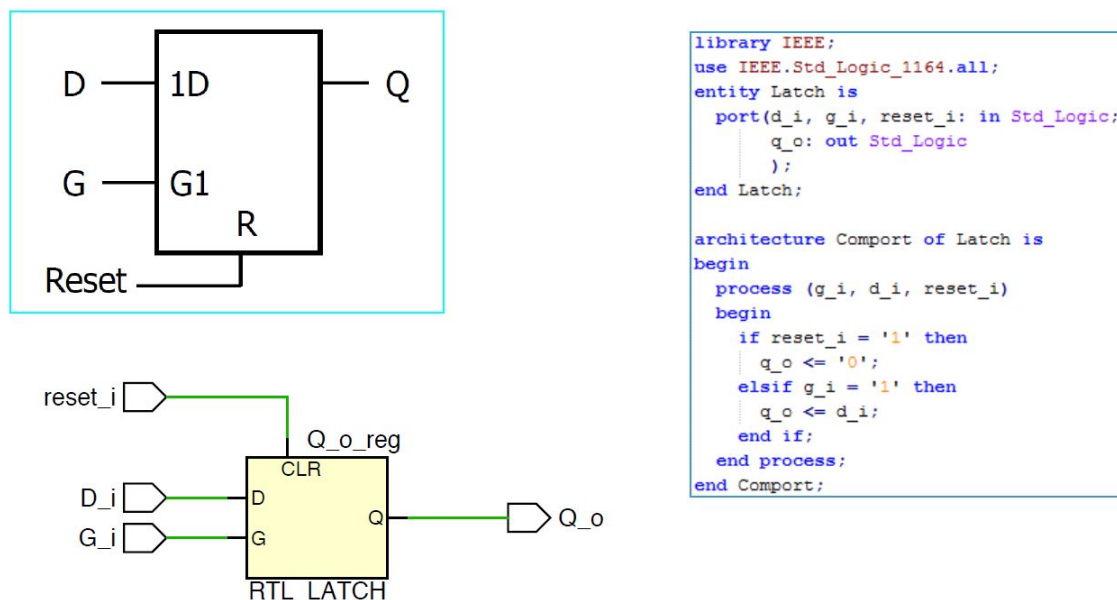 D
1D
Q
G
G1
R
Reset
reset_i
Q_o_reg
CLR
D_i
D
Q
Q_o
G_i
G
RTL_LATCH
library IEEE;
use IEEE.Std_Logic_1164.all;
entity Latch is
port(d_i, g_i, reset_i: in Std_Logic;
q_o: out Std_Logic
);
end Latch;
architecture Comport of Latch is
begin
process (g_i, d_i, reset_i)
begin
if reset_i = '1' then
q_o <= '0';
elsif g_i = '1' then
q_o <= d_i;
end if;
end process;
end Comport;